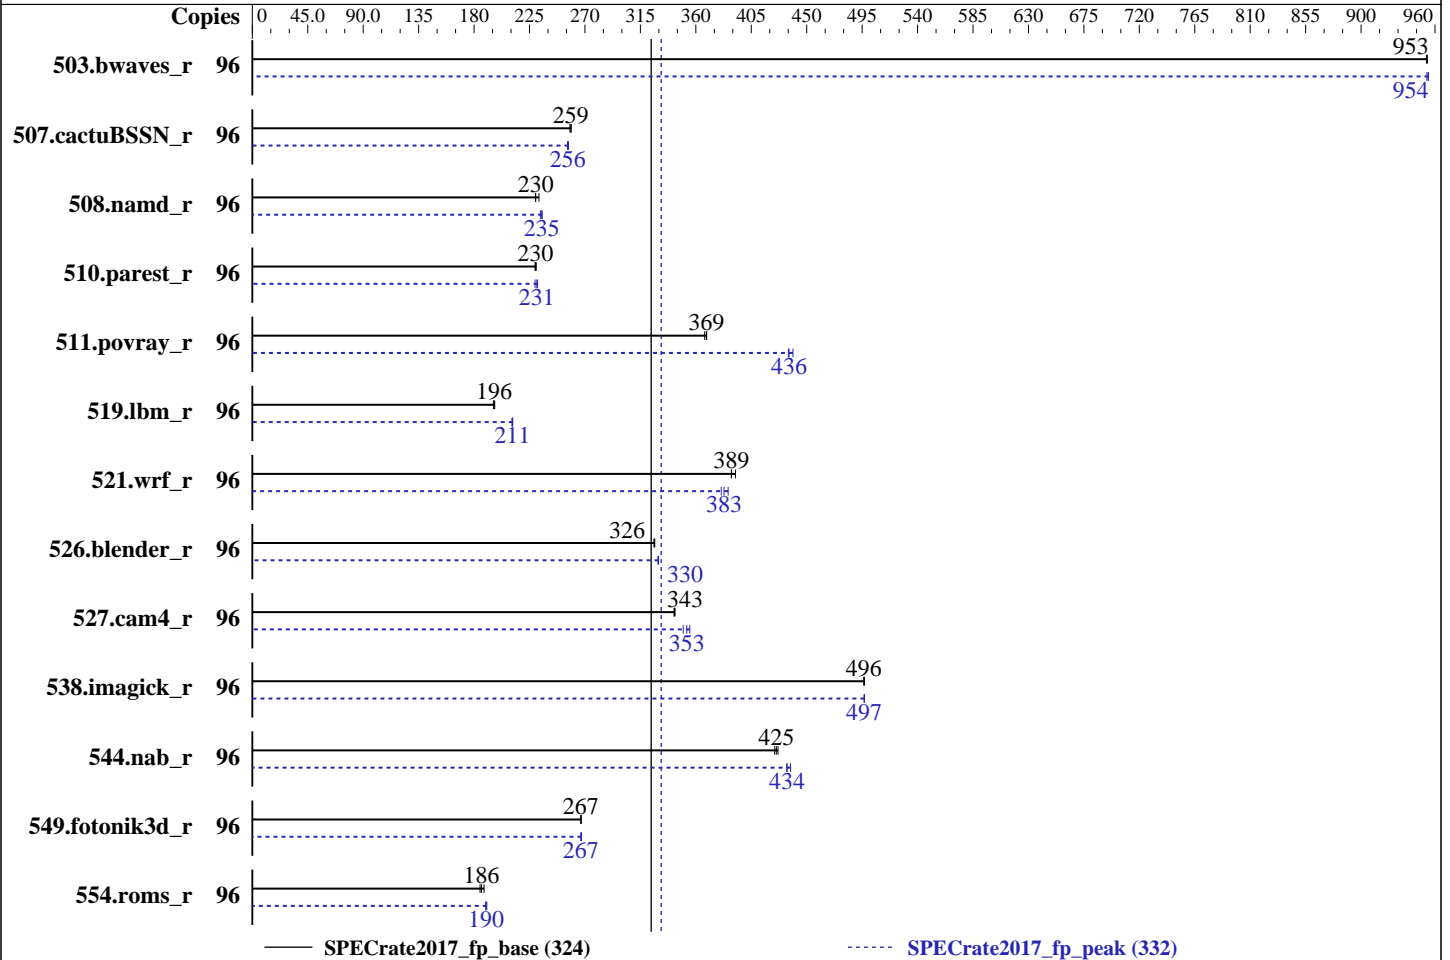 Copies 0 45.0 90.0 135 180 225 270 315 360 405 450 495 540 585 630 675 720 765 810 855 900 960
503.bwaves_r 96 953
954
507.cactuBSSN_r 96 259
256
508.namd_r 96 230
235
510.parest_r 96 230
231
511.povray_r 96 369
436
519.lbm_r 96 196
211
521.wrf_r 96 389
383
526.blender_r 96 326
330
527.cam4_r 96 343
353
538.imagick_r 96 496
497
544.nab_r 96 425
434
549.fotonik3d_r 96 267
267
554.roms_r 96 186
190
SPECrate2017_fp_base (324) SPECrate2017_fp_peak (332)